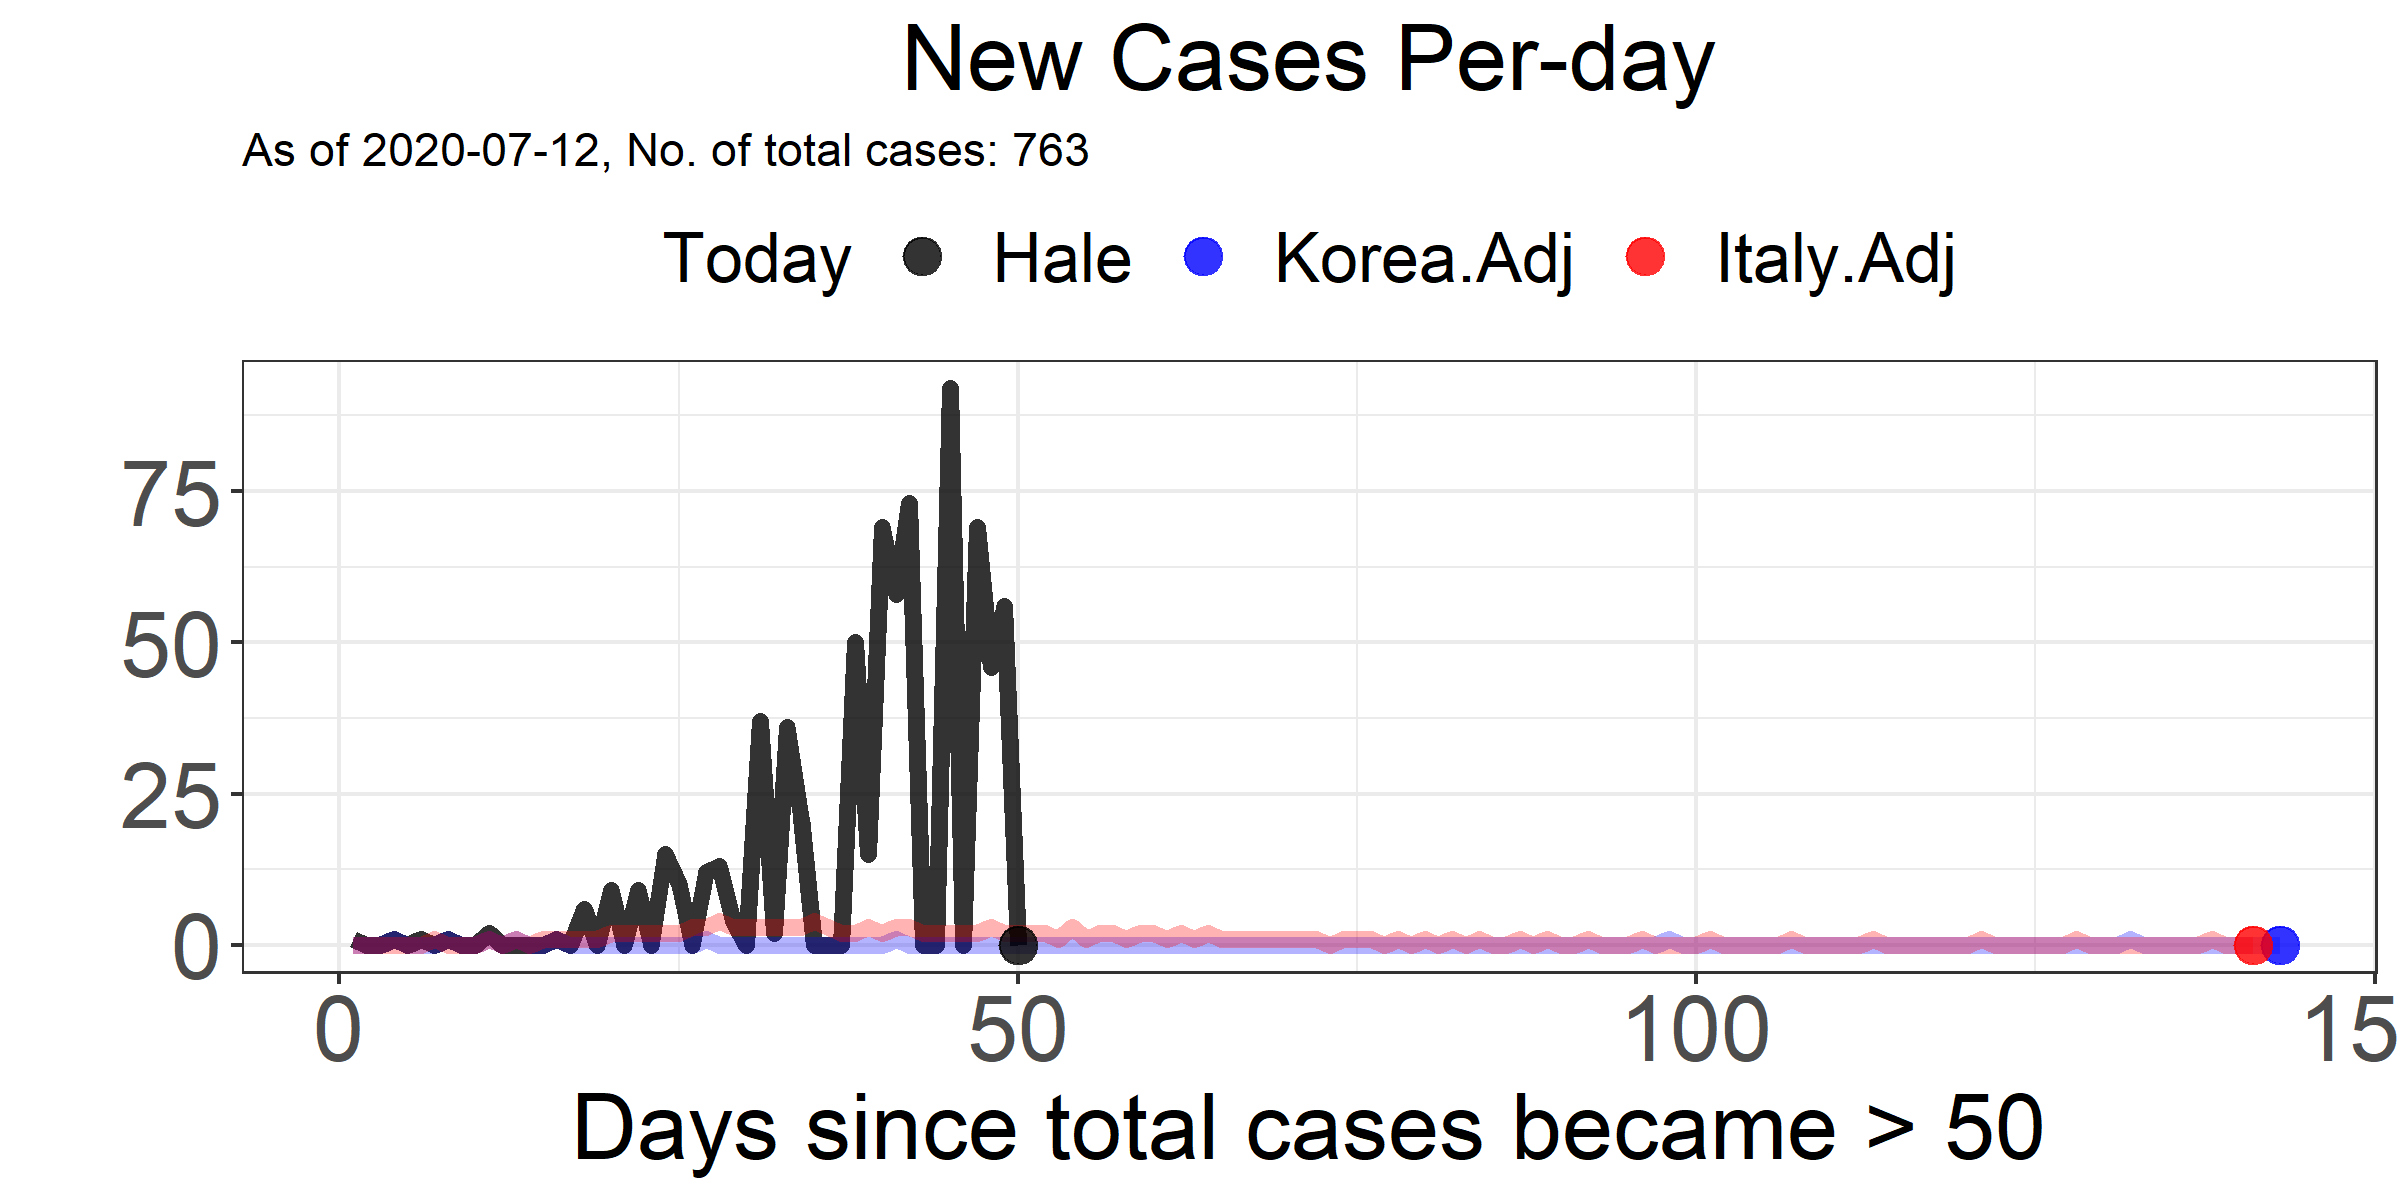 New Cases Per-day
As of 2020-07-12, No. of total cases: 763
Today Hale Korea.Adj Italy.Adj
75
50
25
0
0 50 100 15
Days since total cases became > 50